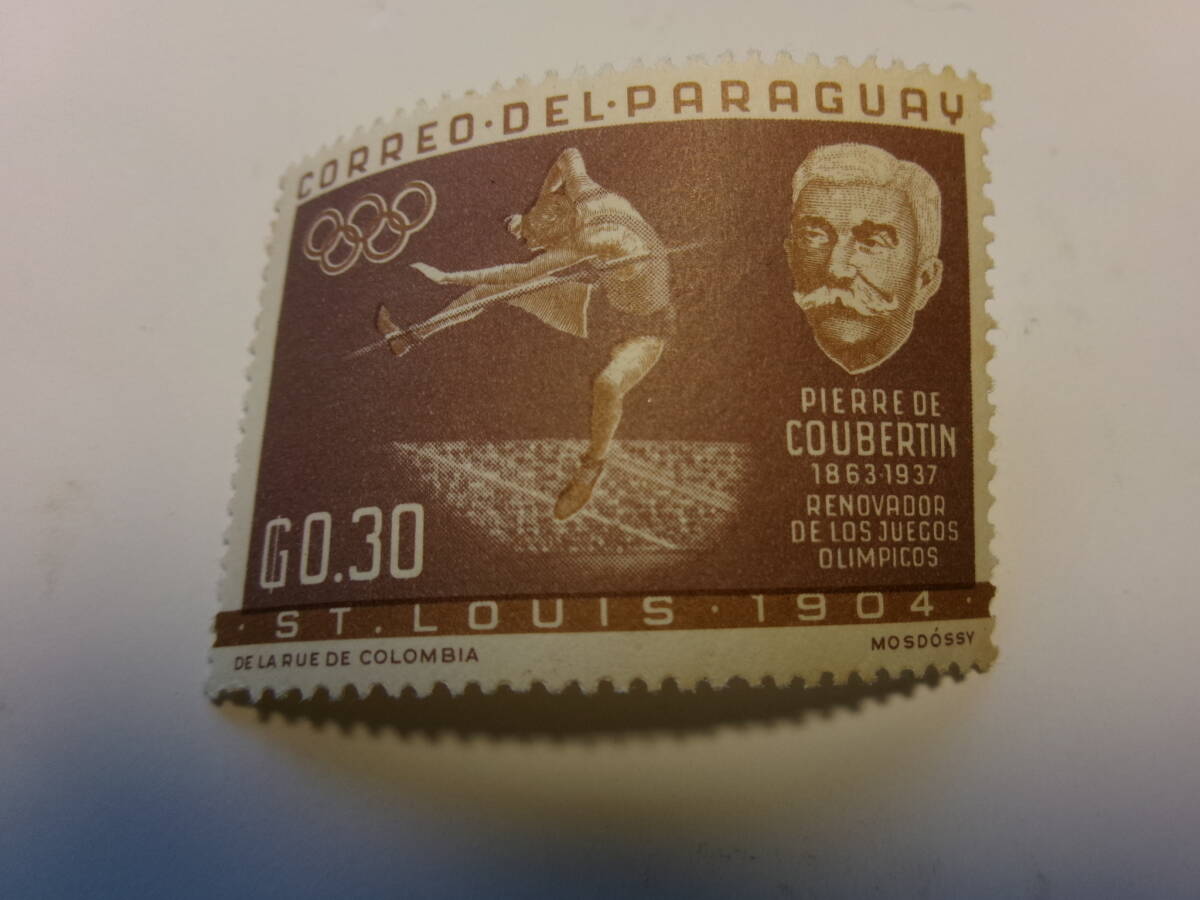 CORREO·DEL·PARAGUAY
PIERRE DE
COUBERTIN
1863·1937
RENOVADOR
DE LOS JUEGOS
OLIMPICOS
₲0.30
·ST. LOUIS·1904·
DE LA RUE DE COLOMBIA
MOSDÓSSY